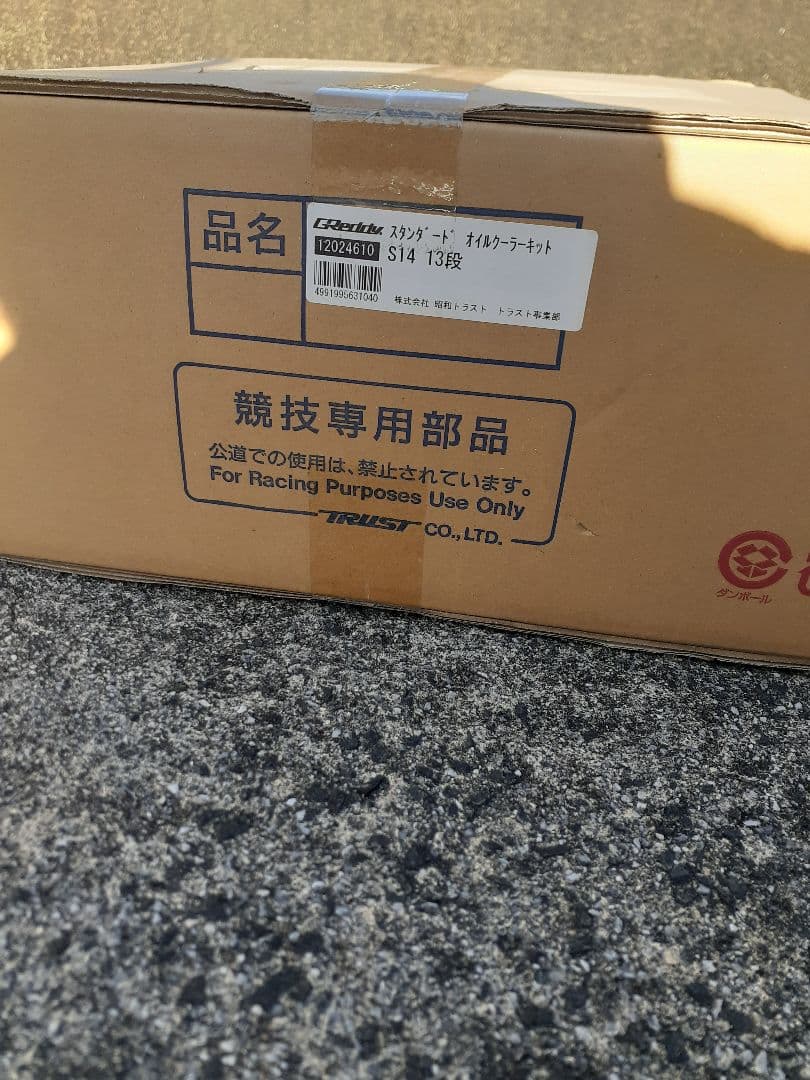 品名
GReddy スタンダード オイルクーラーキット
12024610 S14 13段
4991995631040 株式会社 昭和トラスト トラスト事業部
競技専用部品
公道での使用は、禁止されています。
For Racing Purposes Use Only
TRUST CO.,LTD.
ダンボール